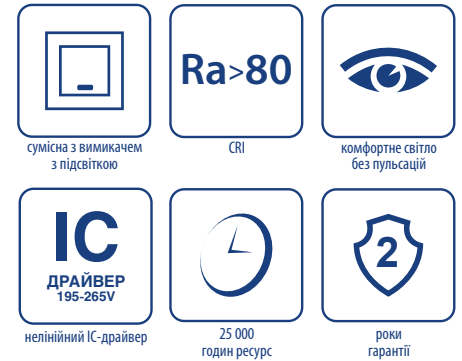 Ra>80
сумісна з вимикачем
з підсвіткою
CRI
комфортне світло
без пульсацій
IC
ДРАЙВЕР
195-265V
2
нелінійний IC-драйвер
25 000
годин ресурс
роки
гарантії